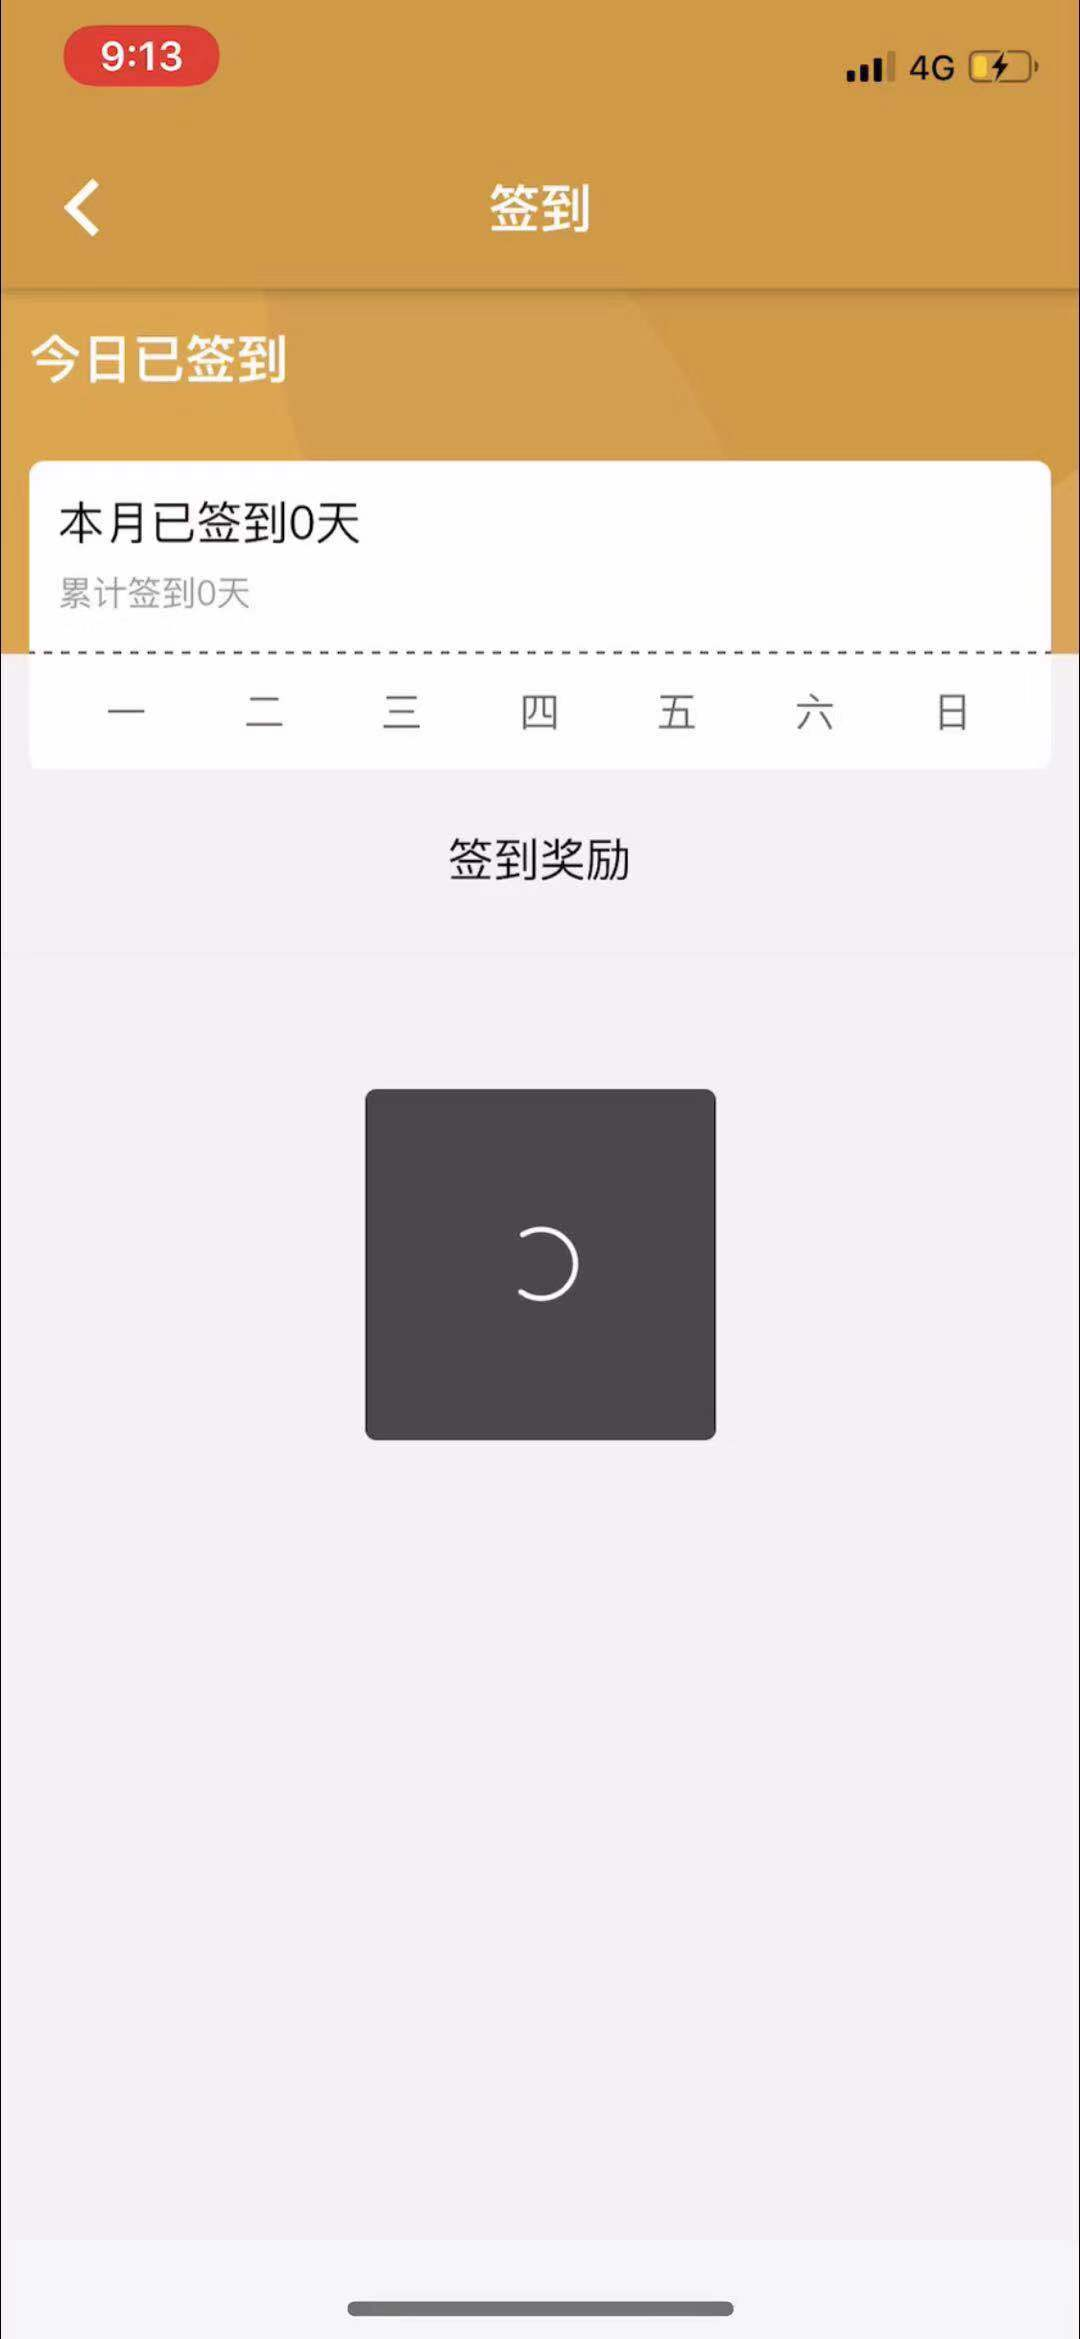 9:13
4G
签到
今日已签到
本月已签到0天
累计签到0天
一 二 三 四 五 六 日
签到奖励